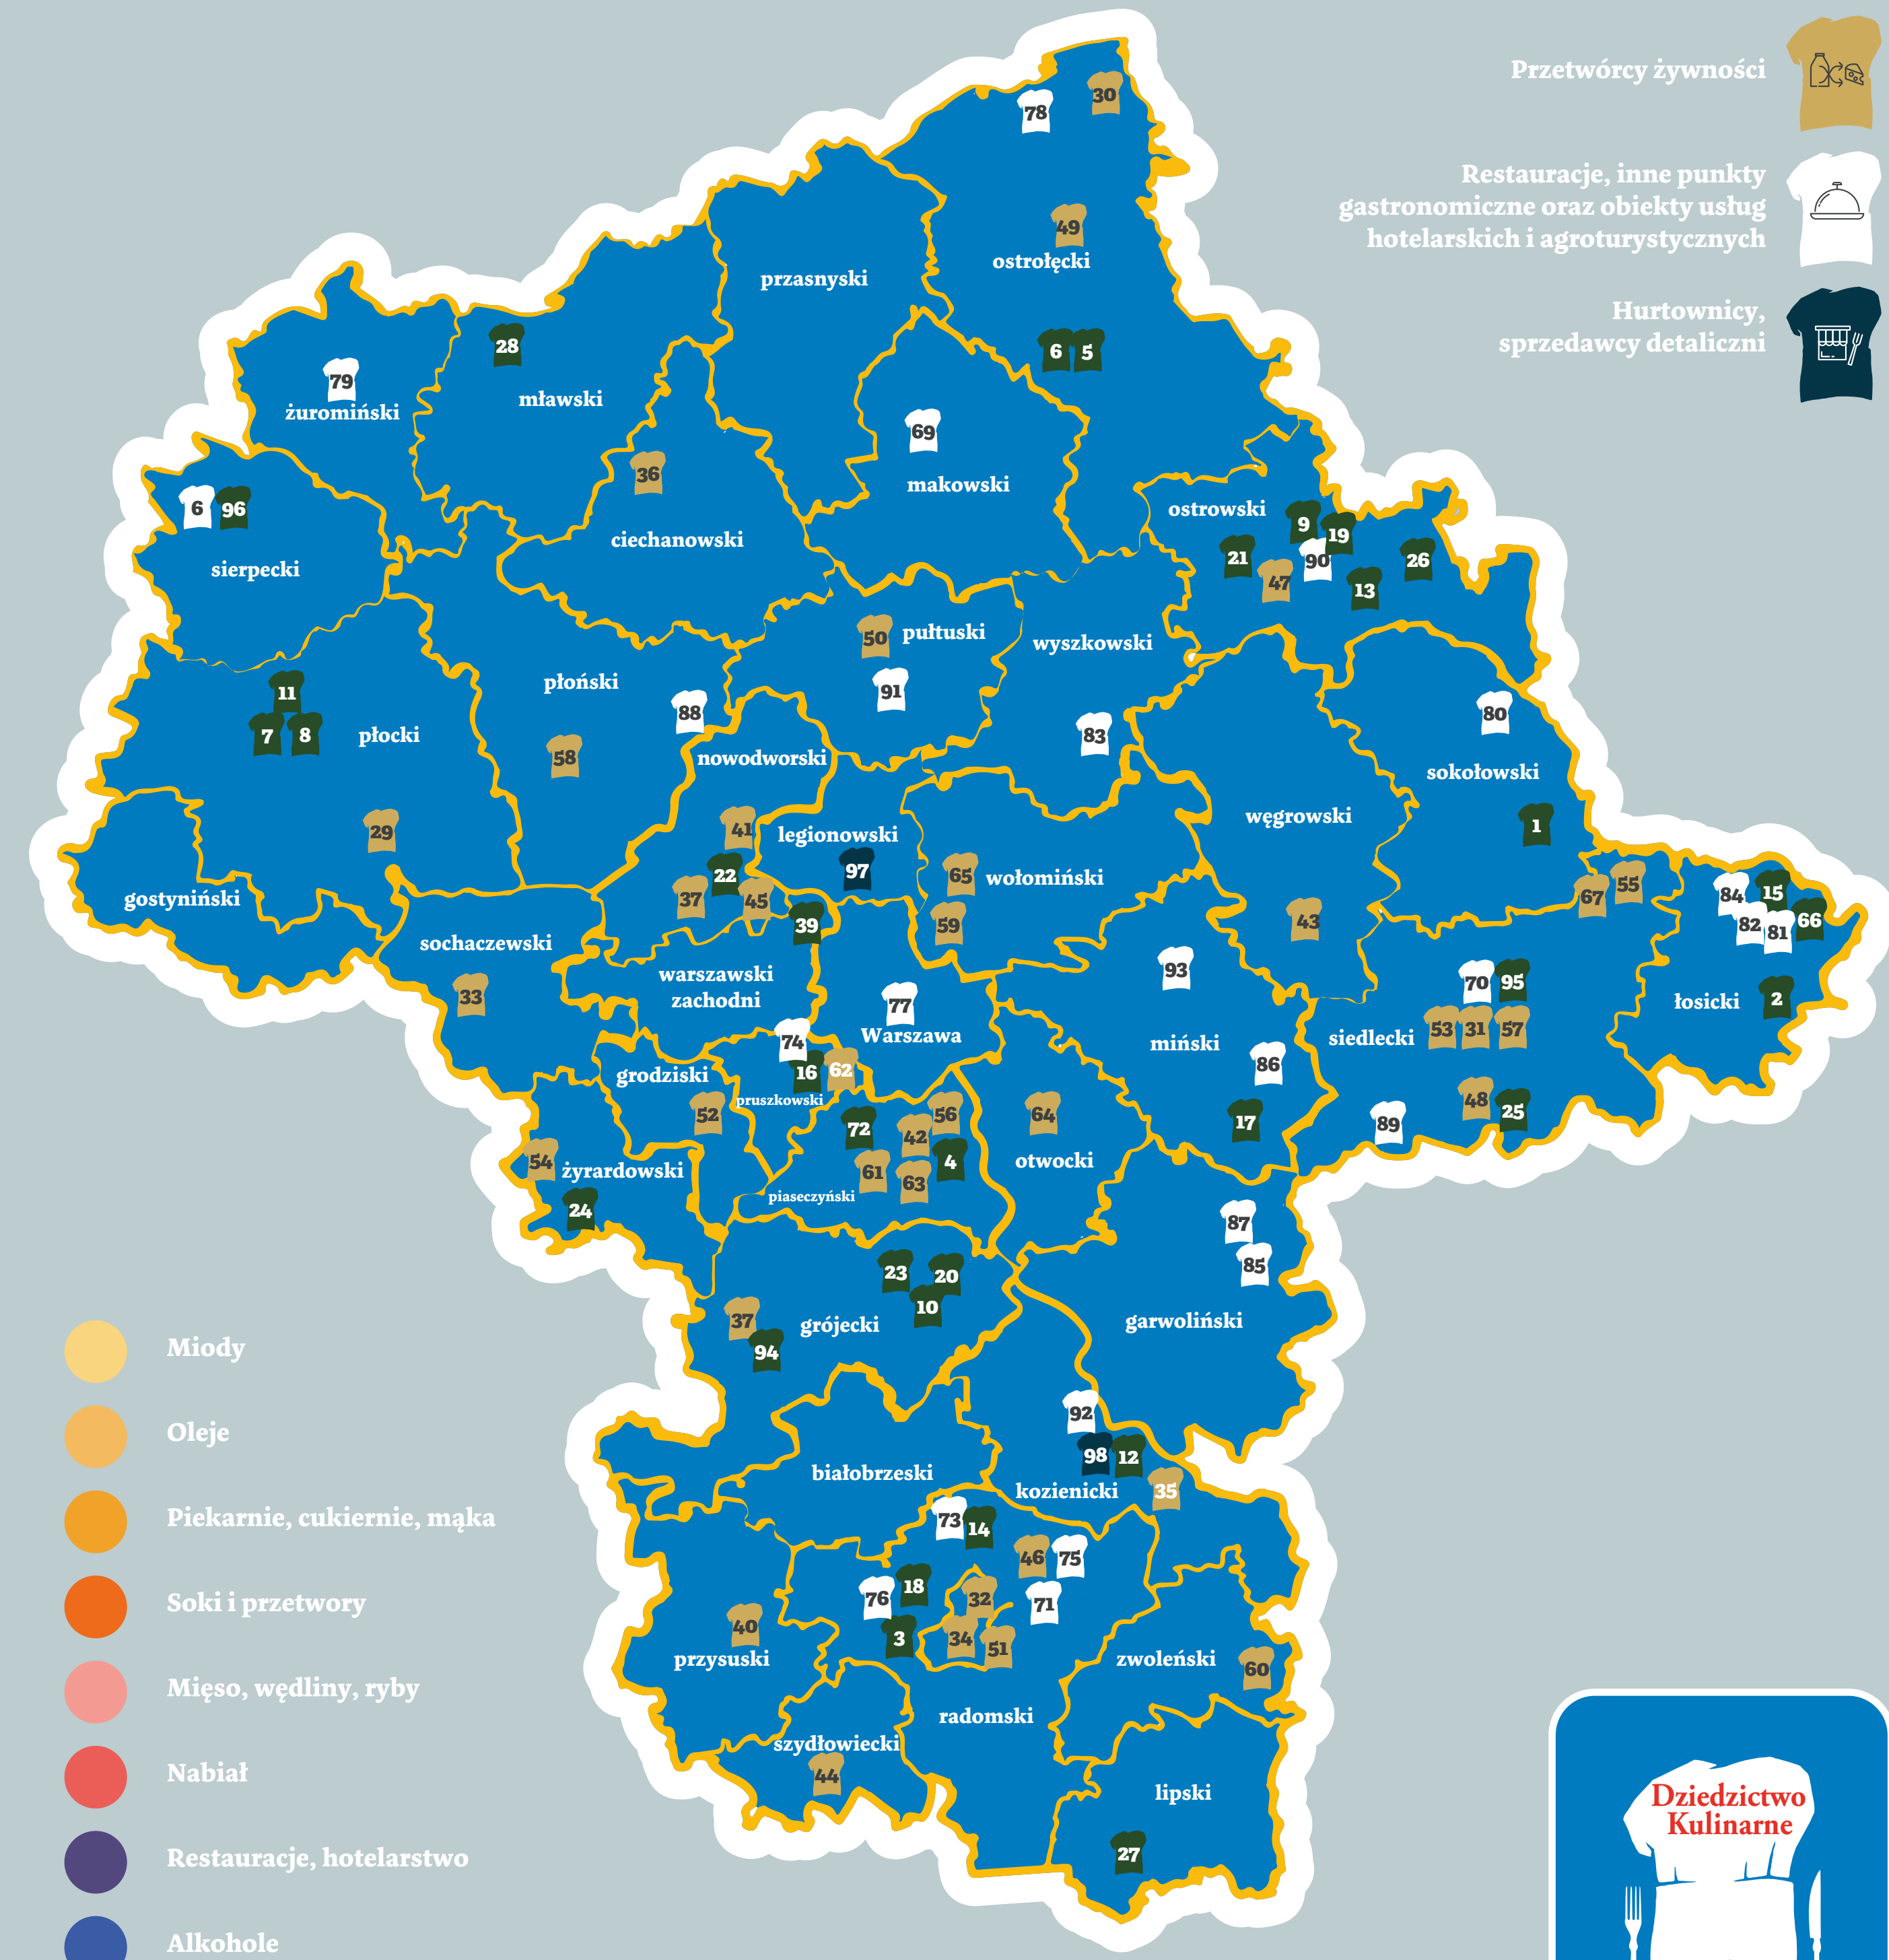 Przetwórcy żywności
Restauracje, inne punkty
gastronomiczne oraz obiekty usług
hotelarskich i agroturystycznych
Hurtownicy,
sprzedawcy detaliczni
78
30
49
ostrołęcki
przasnyski
6
5
28
mławski
79
żuromiński
69
makowski
36
ciechanowski
6
96
sierpecki
ostrowski
9
19
21
90
26
47
13
50
pułtuski
wyszkowski
91
83
11
7
8
płocki
29
płoński
88
58
nowodworski
80
sokołowski
1
węgrowski
43
41
legionowski
97
22
37
45
39
65
wołomiński
59
gostyniński
sochaczewski
33
warszawski
zachodni
77
Warszawa
93
miński
86
17
67
55
84
15
82
81
66
łosicki
2
70
95
siedlecki
53
31
57
48
25
89
74
16
62
grodziski
pruszkowski
52
72
42
56
61
63
4
piaseczyński
64
otwocki
54
żyrardowski
24
87
85
garwoliński
23
20
10
37
grójecki
94
92
98
12
kozienicki
35
białobrzeski
73
14
46
75
76
18
32
71
3
34
51
40
przysuski
zwoleński
60
radomski
szydłowiecki
44
lipski
27
Miody
Oleje
Piekarnie, cukiernie, mąka
Soki i przetwory
Mięso, wędliny, ryby
Nabiał
Restauracje, hotelarstwo
Alkohole
Dziedzictwo
Kulinarne